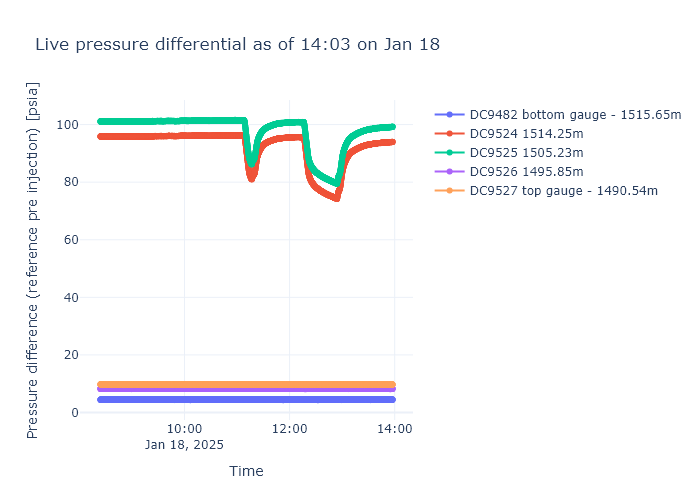 Live pressure differential as of 14:03 on Jan 18
Pressure difference (reference pre injection) [psia]
100
80
60
40
20
0
10:00
Jan 18, 2025
12:00
14:00
Time
DC9482 bottom gauge - 1515.65m
DC9524 1514.25m
DC9525 1505.23m
DC9526 1495.85m
DC9527 top gauge - 1490.54m